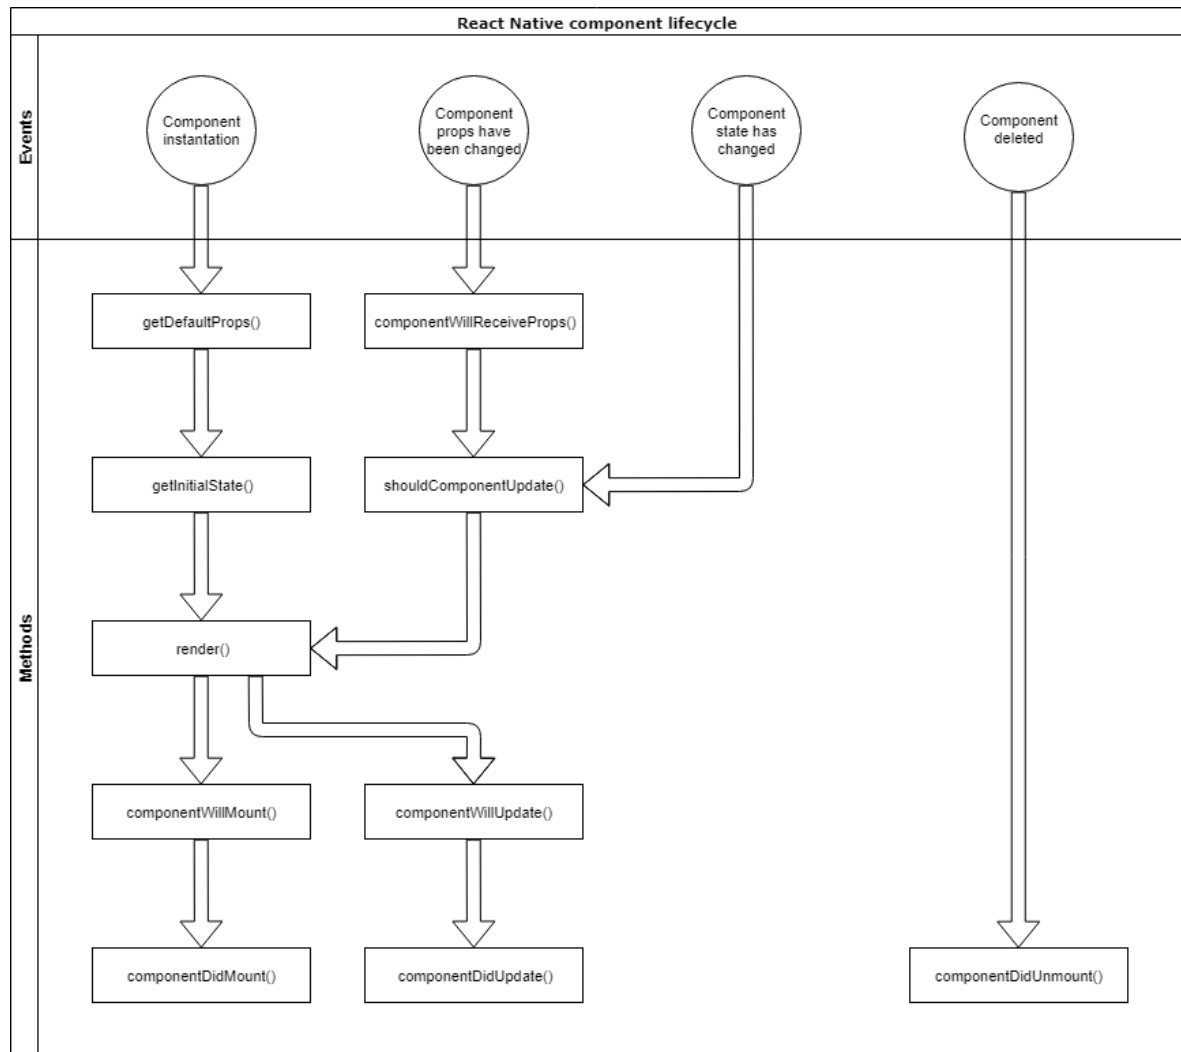 React Native component lifecycle
Events
Component
instantation
Component
props have
been changed
Component
state has
changed
Component
deleted
Methods
getDefaultProps()
componentWillReceiveProps()
getInitialState()
shouldComponentUpdate()
render()
componentWillMount()
componentWillUpdate()
componentDidMount()
componentDidUpdate()
componentDidUnmount()